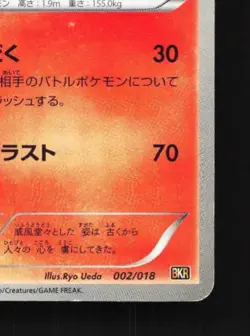 モン 高さ：1.9m 重さ：155.0kg
く 30
相手のバトルポケモンについて
ラッシュする。
ラスト 70
威風堂々とした 姿は 古くから
人々の 心を 虜にしてきた。
Illus.Ryo Ueda 002/018 BKR
/Creatures/GAME FREAK.